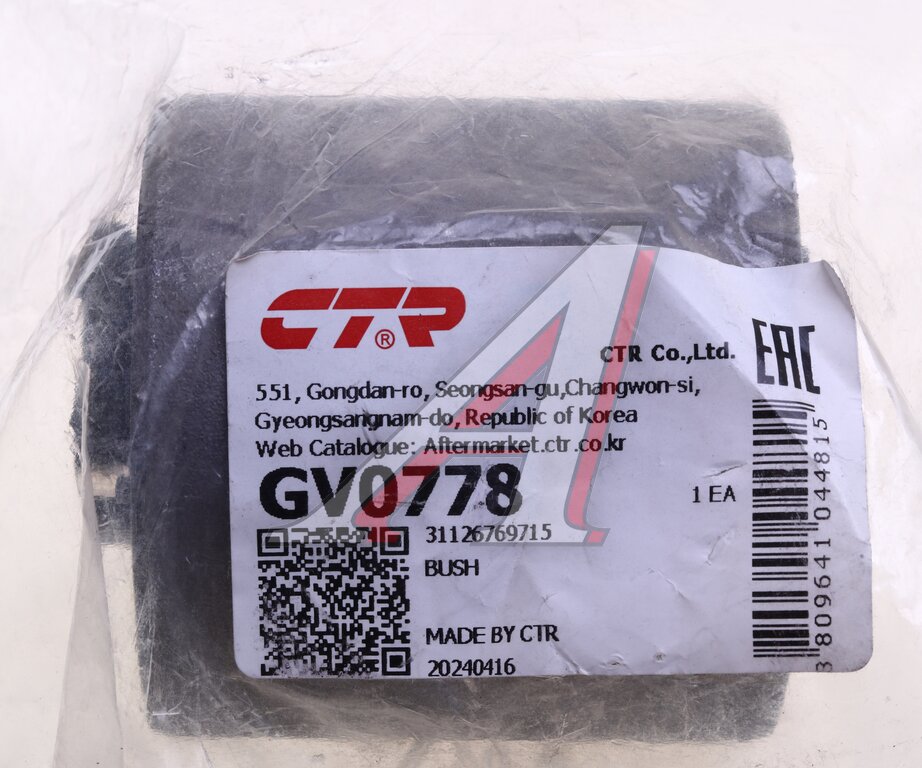 CTR®
CTR Co.,Ltd.
EAC
551, Gongdan-ro, Seongsan-gu,Changwon-si,
Gyeongsangnam-do, Republic of Korea
Web Catalogue: Aftermarket.ctr.co.kr
GV0778
1 EA
31126769715
BUSH
MADE BY CTR
20240416
8809641044815